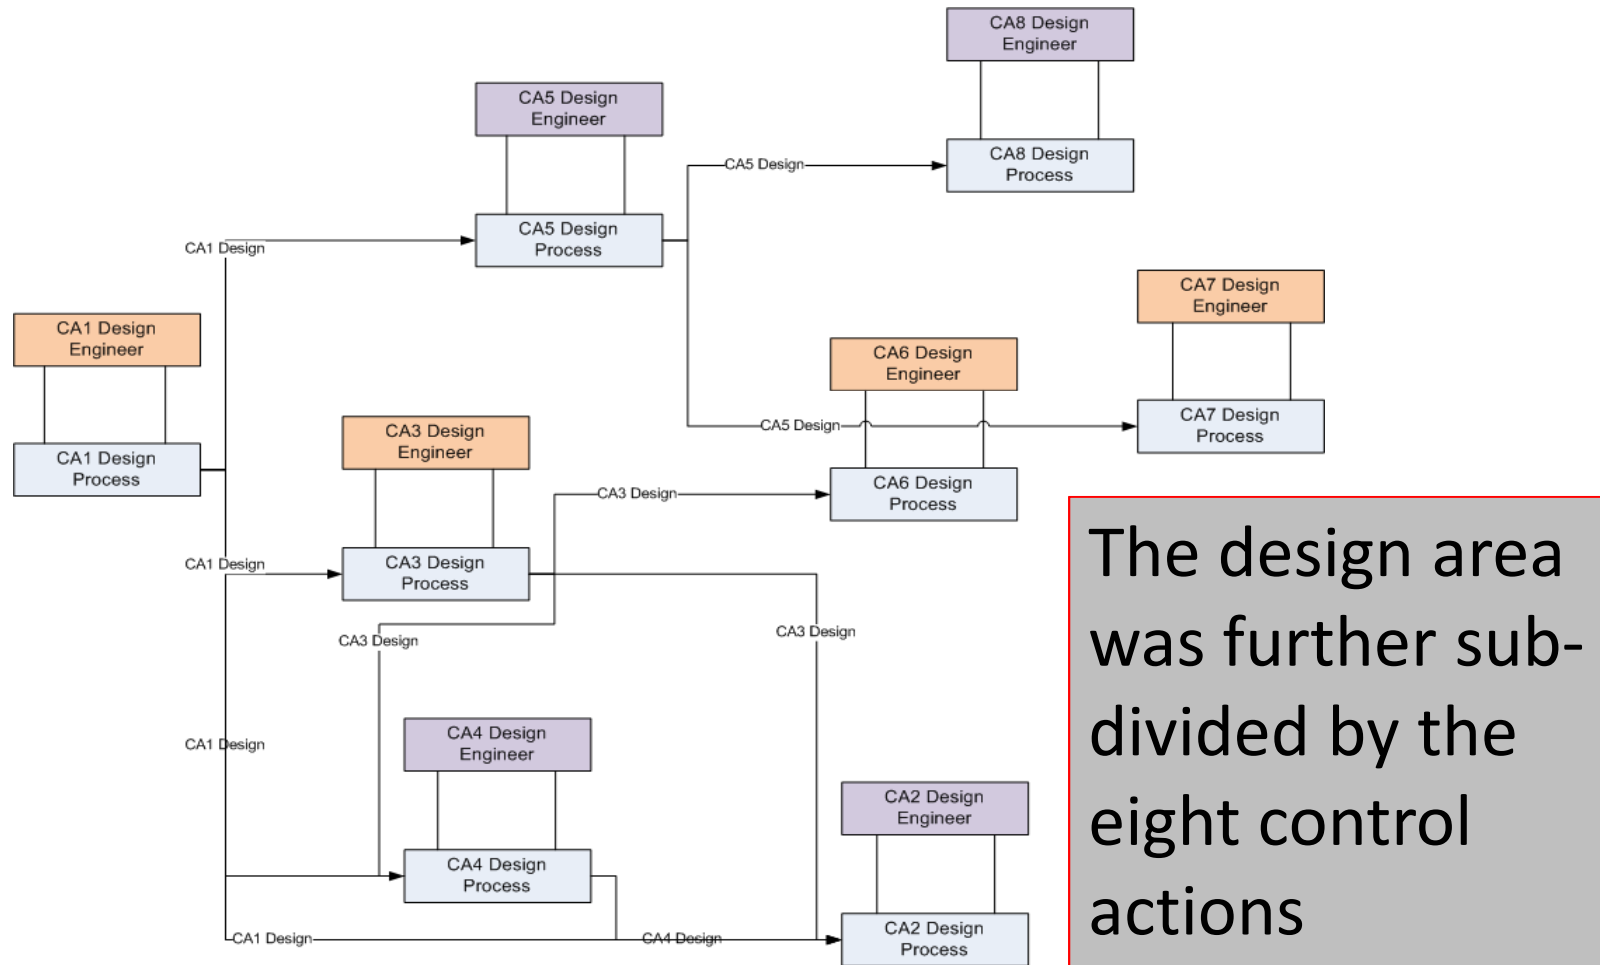 CA8 Design
Engineer
CA5 Design
Engineer
CA5 Design
CA8 Design
Process
CA1 Design
CA5 Design
Process
CA7 Design
Engineer
CA1 Design
Engineer
CA6 Design
Engineer
CA5 Design
CA7 Design
Process
CA3 Design
Engineer
CA1 Design
Process
CA3 Design
CA6 Design
Process
CA1 Design
CA3 Design
Process
CA3 Design
CA3 Design
CA1 Design
CA4 Design
Engineer
CA2 Design
Engineer
CA4 Design
Process
CA1 Design
CA4 Design
CA2 Design
Process
The design area
was further sub-
divided by the
eight control
actions